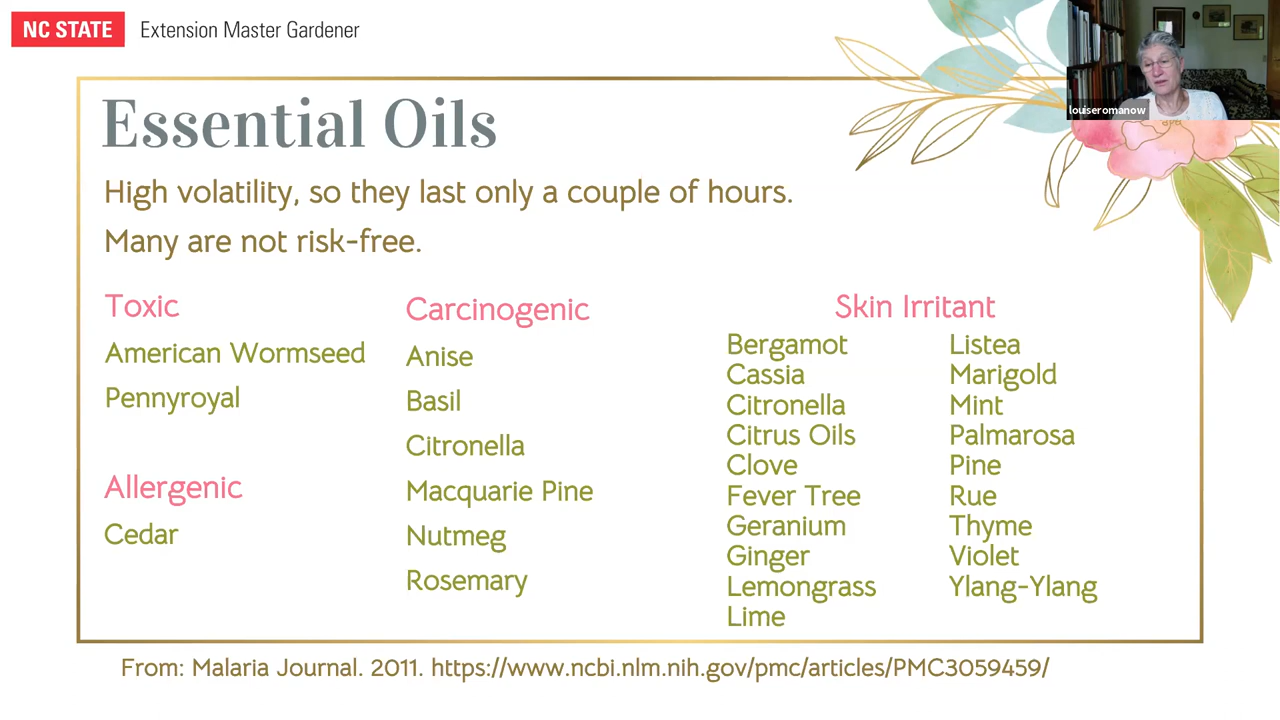 NC STATE Extension Master Gardener
louiseromanow
Essential Oils
High volatility, so they last only a couple of hours.
Many are not risk-free.
Toxic
American Wormseed
Pennyroyal
Allergenic
Cedar
Carcinogenic
Anise
Basil
Citronella
Macquarie Pine
Nutmeg
Rosemary
Skin Irritant
Bergamot
Cassia
Citronella
Citrus Oils
Clove
Fever Tree
Geranium
Ginger
Lemongrass
Lime
Listea
Marigold
Mint
Palmarosa
Pine
Rue
Thyme
Violet
Ylang-Ylang
From: Malaria Journal. 2011. https://www.ncbi.nlm.nih.gov/pmc/articles/PMC3059459/